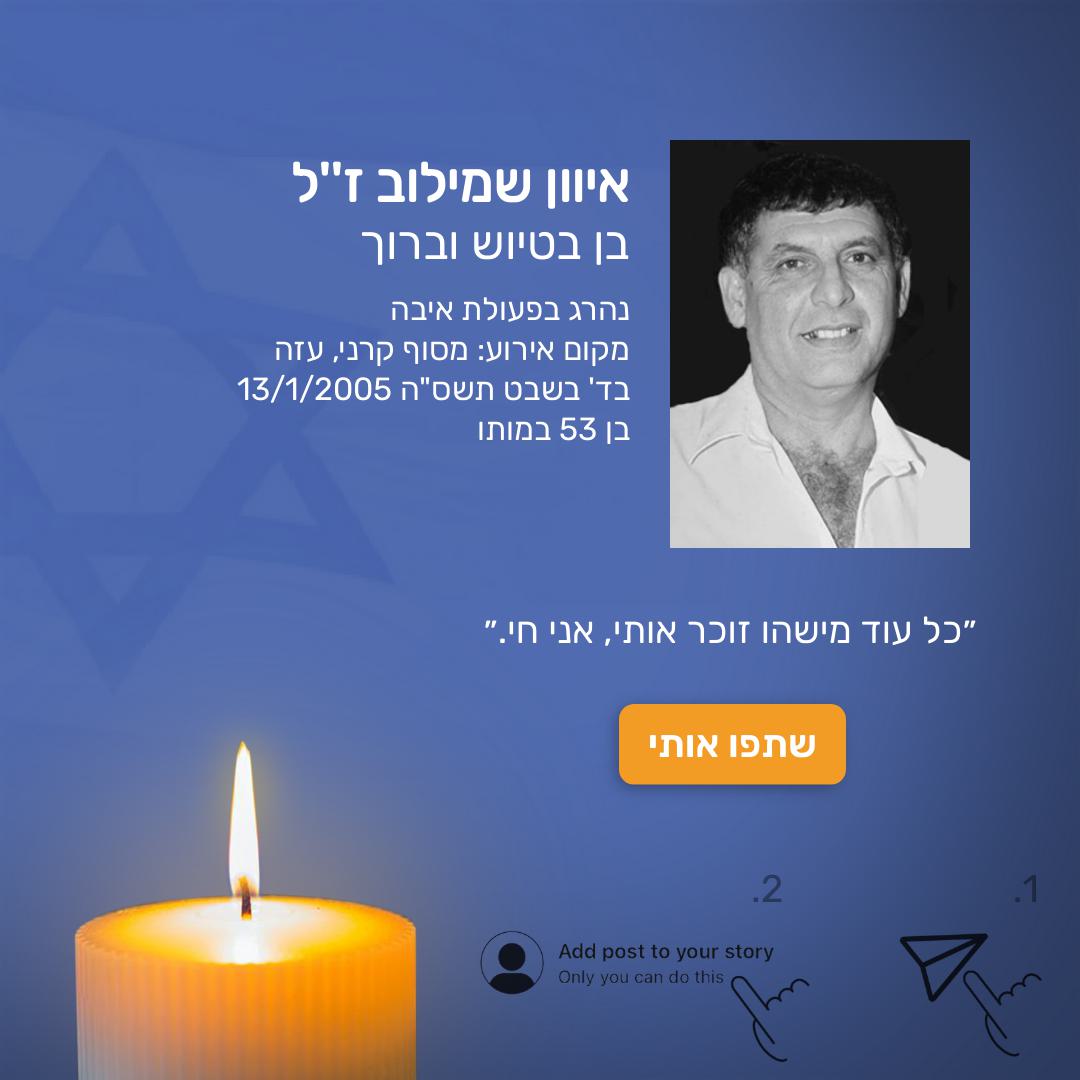 איוון שמילוב ז"ל
בן בטיוש וברוך
נהרג בפעולת איבה
מקום אירוע: מסוף קרני, עזה
בד' בשבט תשס"ה 13/1/2005
בן 53 במותו
״כל עוד מישהו זוכר אותי, אני חי.״
שתפו אותי
1.
2.
Add post to your story
Only you can do this